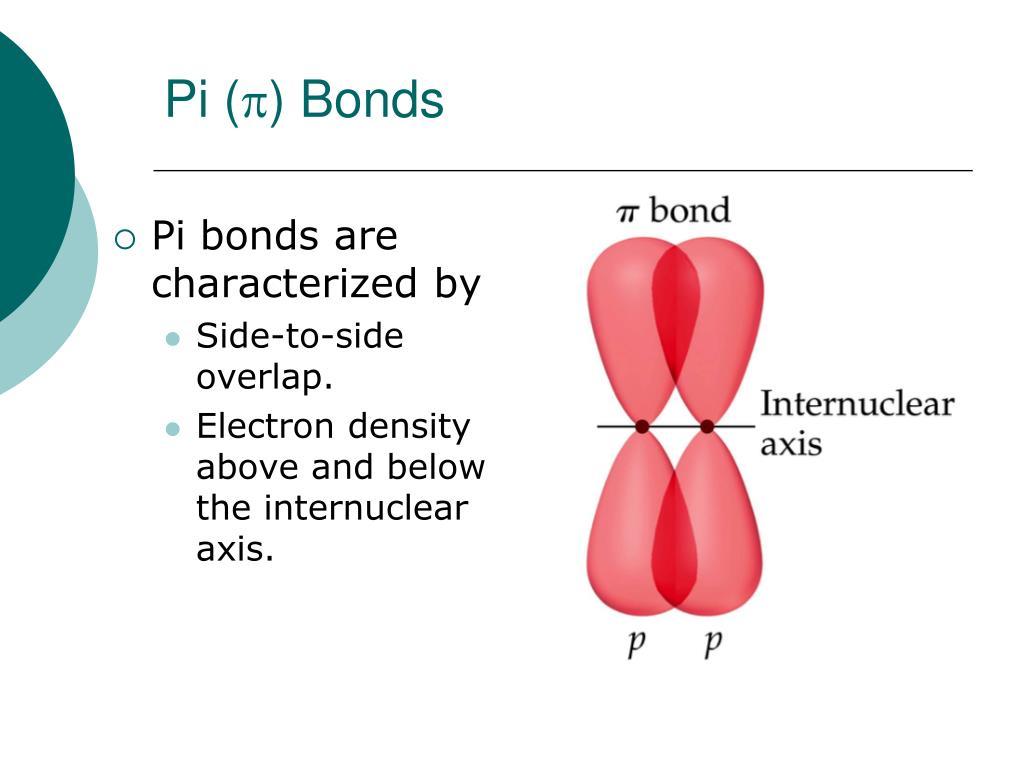 Pi (π) Bonds
Pi bonds are
characterized by
Side-to-side
overlap.
Electron density
above and below
the internuclear
axis.
π bond
Internuclear
axis
p p